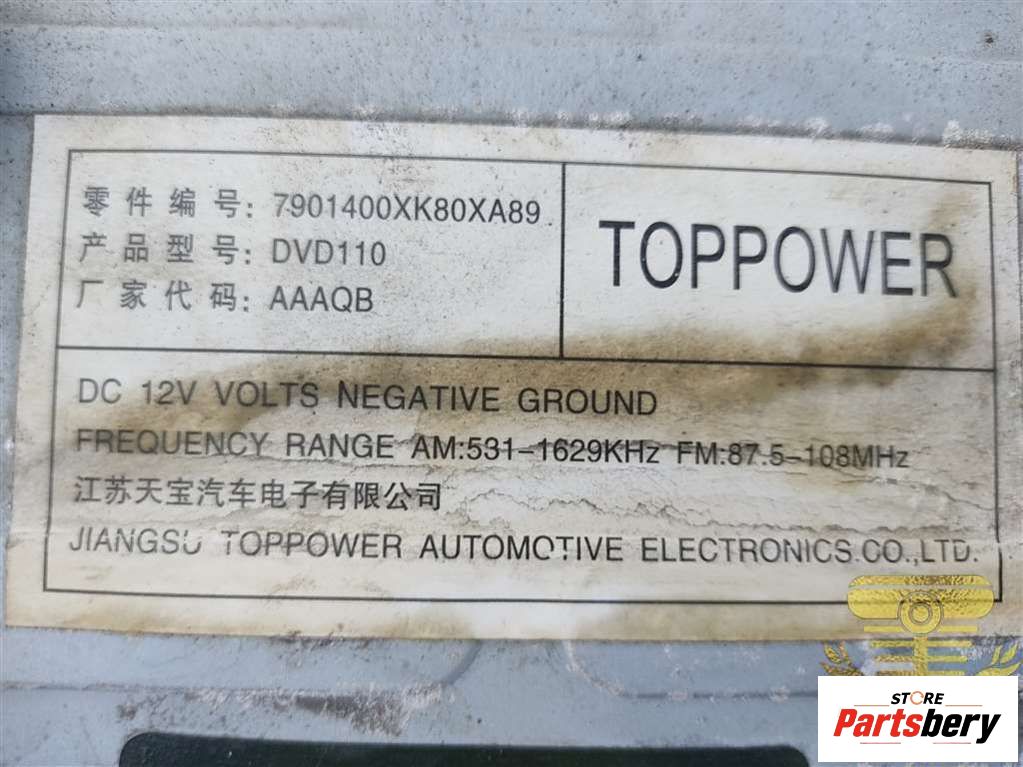 零件编号: 7901400XK80XA89
产品型号: DVD110
厂家代码: AAAQB
TOPPOWER
DC 12V VOLTS NEGATIVE GROUND
FREQUENCY RANGE AM:531-1629KHz FM:87.5-108MHz
江苏天宝汽车电子有限公司
JIANGSU TOPPOWER AUTOMOTIVE ELECTRONICS.CO.,LTD.
STORE
Partsbery